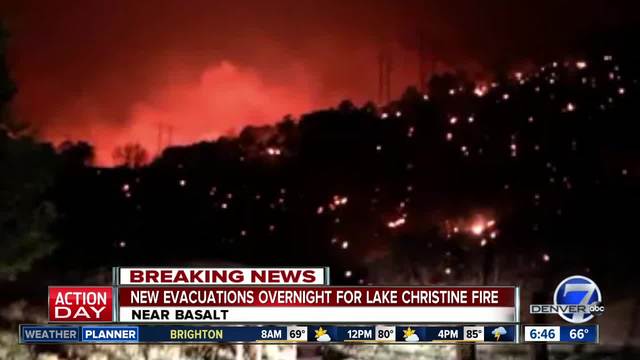 BREAKING NEWS
ACTION DAY
NEW EVACUATIONS OVERNIGHT FOR LAKE CHRISTINE FIRE
NEAR BASALT
DENVER 7 abc
WEATHER PLANNER BRIGHTON 8AM 69° 12PM 80° 4PM 85° 6:46 66°